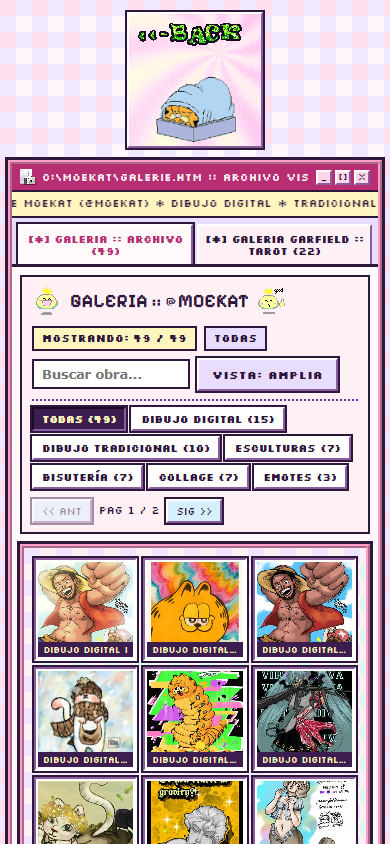 <<-BACK
O:\MOEKAT\GALERIE.HTM :: ARCHIVO VIS
E MOEKAT (@MOEKAT) * DIBUJO DIGITAL * TRADICIONAL
[*] GALERIA :: ARCHIVO (49)
[*] GALERIA GARFIELD :: TAROT (22)
GALERIA :: @MOEKAT
MOSTRANDO: 49 / 49
TODAS
Buscar obra...
VISTA: AMPLIA
TODAS (49)
DIBUJO DIGITAL (15)
DIBUJO TRADICIONAL (10)
ESCULTURAS (7)
BISUTERÍA (7)
COLLAGE (7)
EMOTES (3)
<< ANT
PAG 1 / 2
SIG >>
DIBUJO DIGITAL 1
DIBUJO DIGITAL...
DIBUJO DIGITAL...
DIBUJO DIGITAL...
DIBUJO DIGITAL...
DIBUJO DIGITAL...